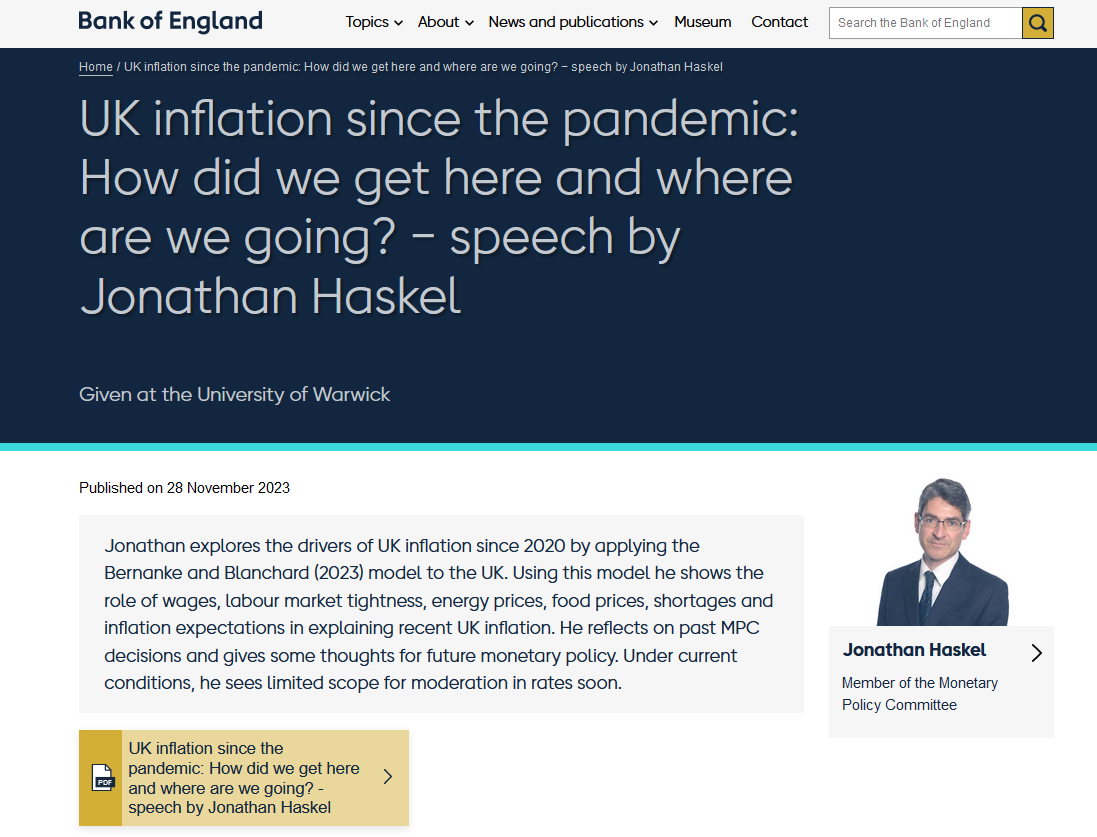 Bank of England
Topics About News and publications Museum Contact
Search the Bank of England
Home / UK inflation since the pandemic: How did we get here and where are we going? − speech by Jonathan Haskel
UK inflation since the pandemic:
How did we get here and where
are we going? − speech by
Jonathan Haskel
Given at the University of Warwick
Published on 28 November 2023
Jonathan explores the drivers of UK inflation since 2020 by applying the
Bernanke and Blanchard (2023) model to the UK. Using this model he shows the
role of wages, labour market tightness, energy prices, food prices, shortages and
inflation expectations in explaining recent UK inflation. He reflects on past MPC
decisions and gives some thoughts for future monetary policy. Under current
conditions, he sees limited scope for moderation in rates soon.
Jonathan Haskel
Member of the Monetary
Policy Committee
PDF
UK inflation since the
pandemic: How did we get here
and where are we going? -
speech by Jonathan Haskel